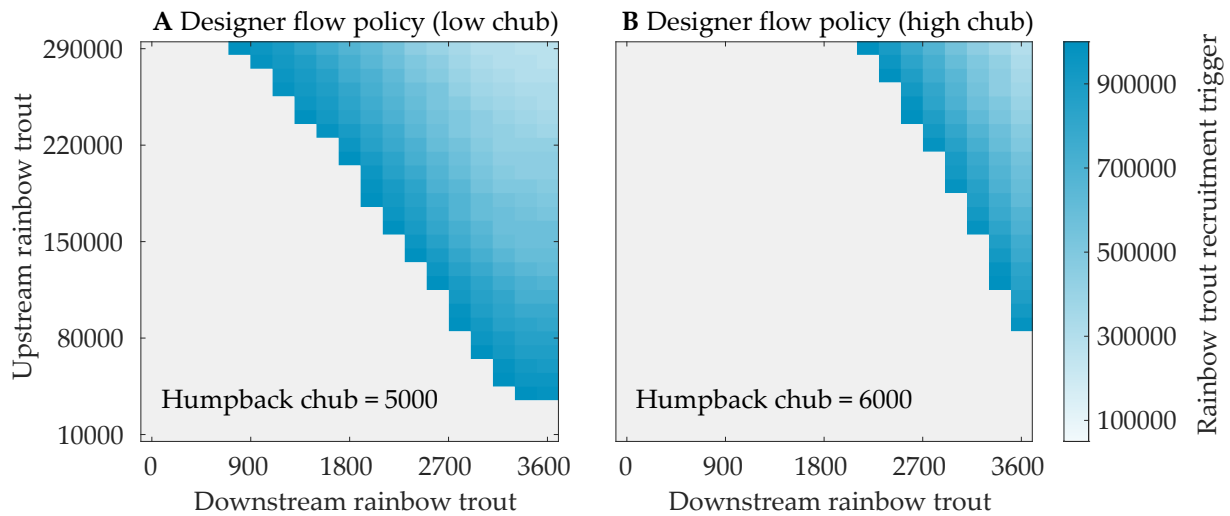 A Designer flow policy (low chub)
B Designer flow policy (high chub)
Upstream rainbow trout
290000
220000
150000
80000
10000
Humpback chub = 5000
0 900 1800 2700 3600
Downstream rainbow trout
Humpback chub = 6000
0 900 1800 2700 3600
Downstream rainbow trout
900000
700000
500000
300000
100000
Rainbow trout recruitment trigger